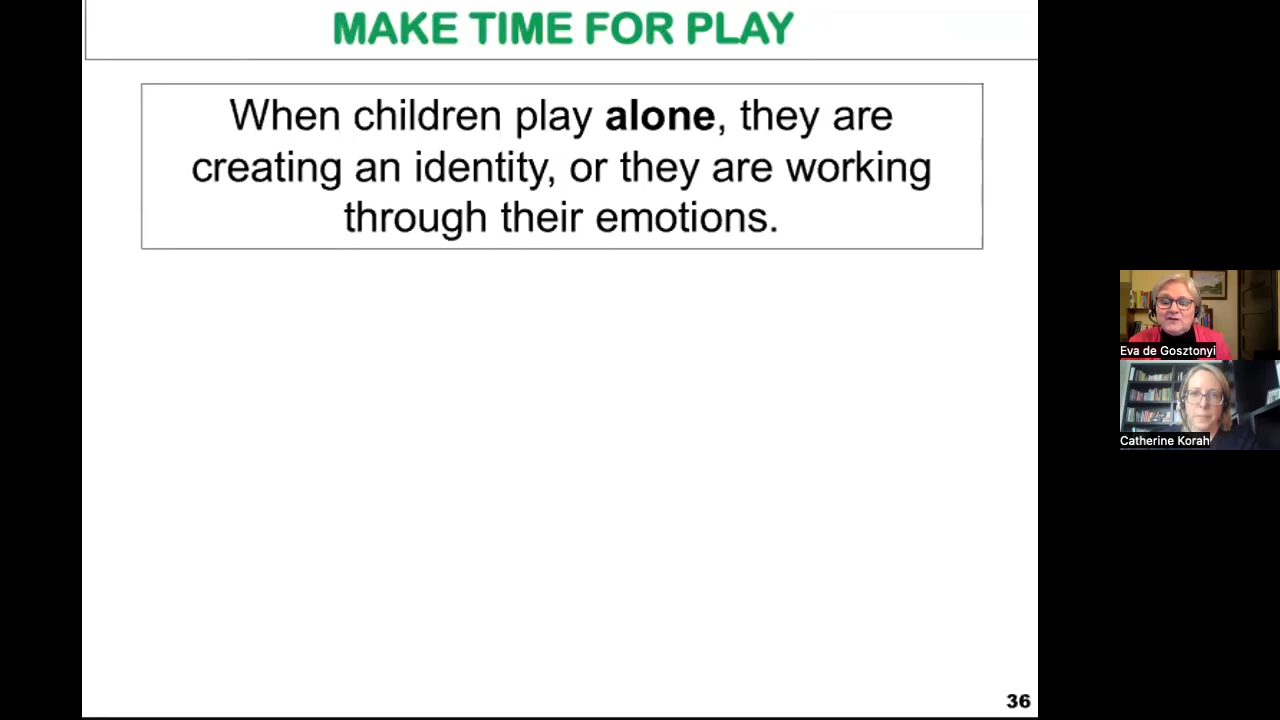 MAKE TIME FOR PLAY
When children play alone, they are
creating an identity, or they are working
through their emotions.
Eva de Gosztonyi
Catherine Korah
36